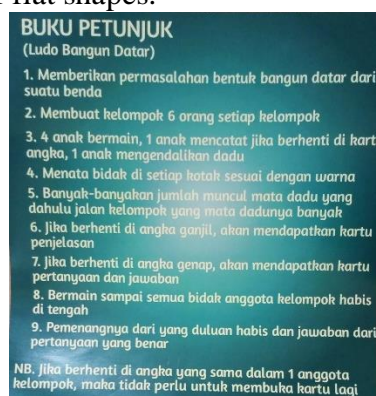 r flat shapes.
BUKU PETUNJUK
(Ludo Bangun Datar)
1. Memberikan permasalahan bentuk bangun datar dari
suatu benda
2. Membuat kelompok 6 orang setiap kelompok
3. 4 anak bermain, 1 anak mencatat jika berhenti di kart
angka, 1 anak mengendalikan dadu
4. Menata bidak di setiap kotak sesuai dengan warna
5. Banyak-banyakan jumlah muncul mata dadu yang
dahulu jalan kelompok yang mata dadunya banyak
6. Jika berhenti di angka ganjil, akan mendapatkan kartu
penjelasan
7. Jika berhenti di angka genap, akan mendapatkan kartu
pertanyaan dan jawaban
8. Bermain sampai semua bidak anggota kelompok habis
di tengah
9. Pemenangnya dari yang duluan habis dan jawaban dari
pertanyaan yang benar
NB. Jika berhenti di angka yang sama dalam 1 anggota
kelompok, maka tidak perlu untuk membuka kartu lagi